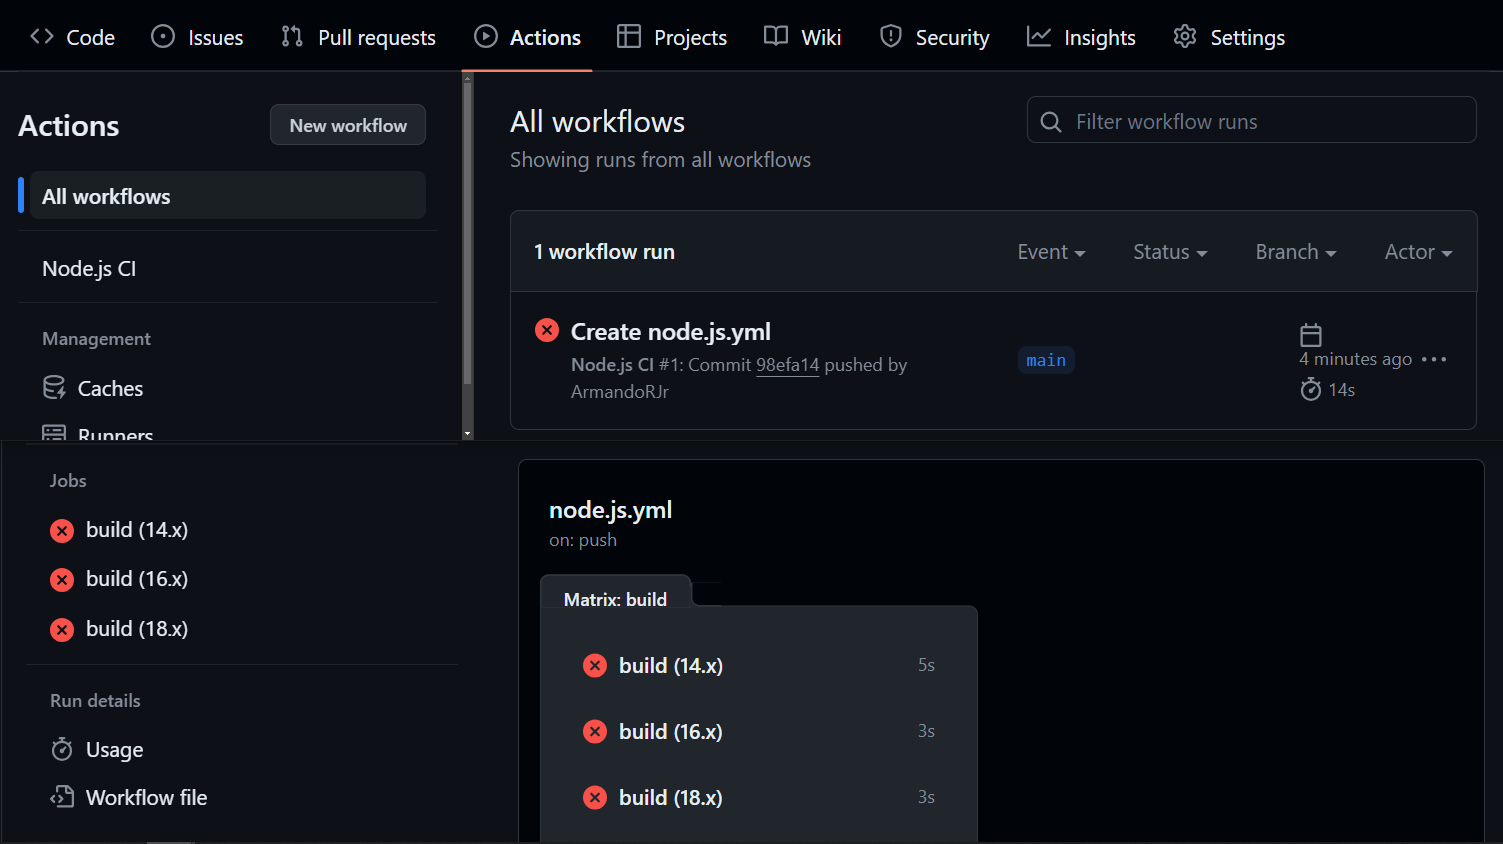 Code Issues Pull requests Actions Projects Wiki Security Insights Settings
Actions
New workflow
All workflows
Node.js CI
Management
Caches
Runners
All workflows
Showing runs from all workflows
Filter workflow runs
1 workflow run
Event Status Branch Actor
Create node.js.yml
Node.js CI #1: Commit 98efa14 pushed by
ArmandoRJr
main
4 minutes ago
14s
Jobs
build (14.x)
build (16.x)
build (18.x)
Run details
Usage
Workflow file
node.js.yml
on: push
Matrix: build
build (14.x) 5s
build (16.x) 3s
build (18.x) 3s